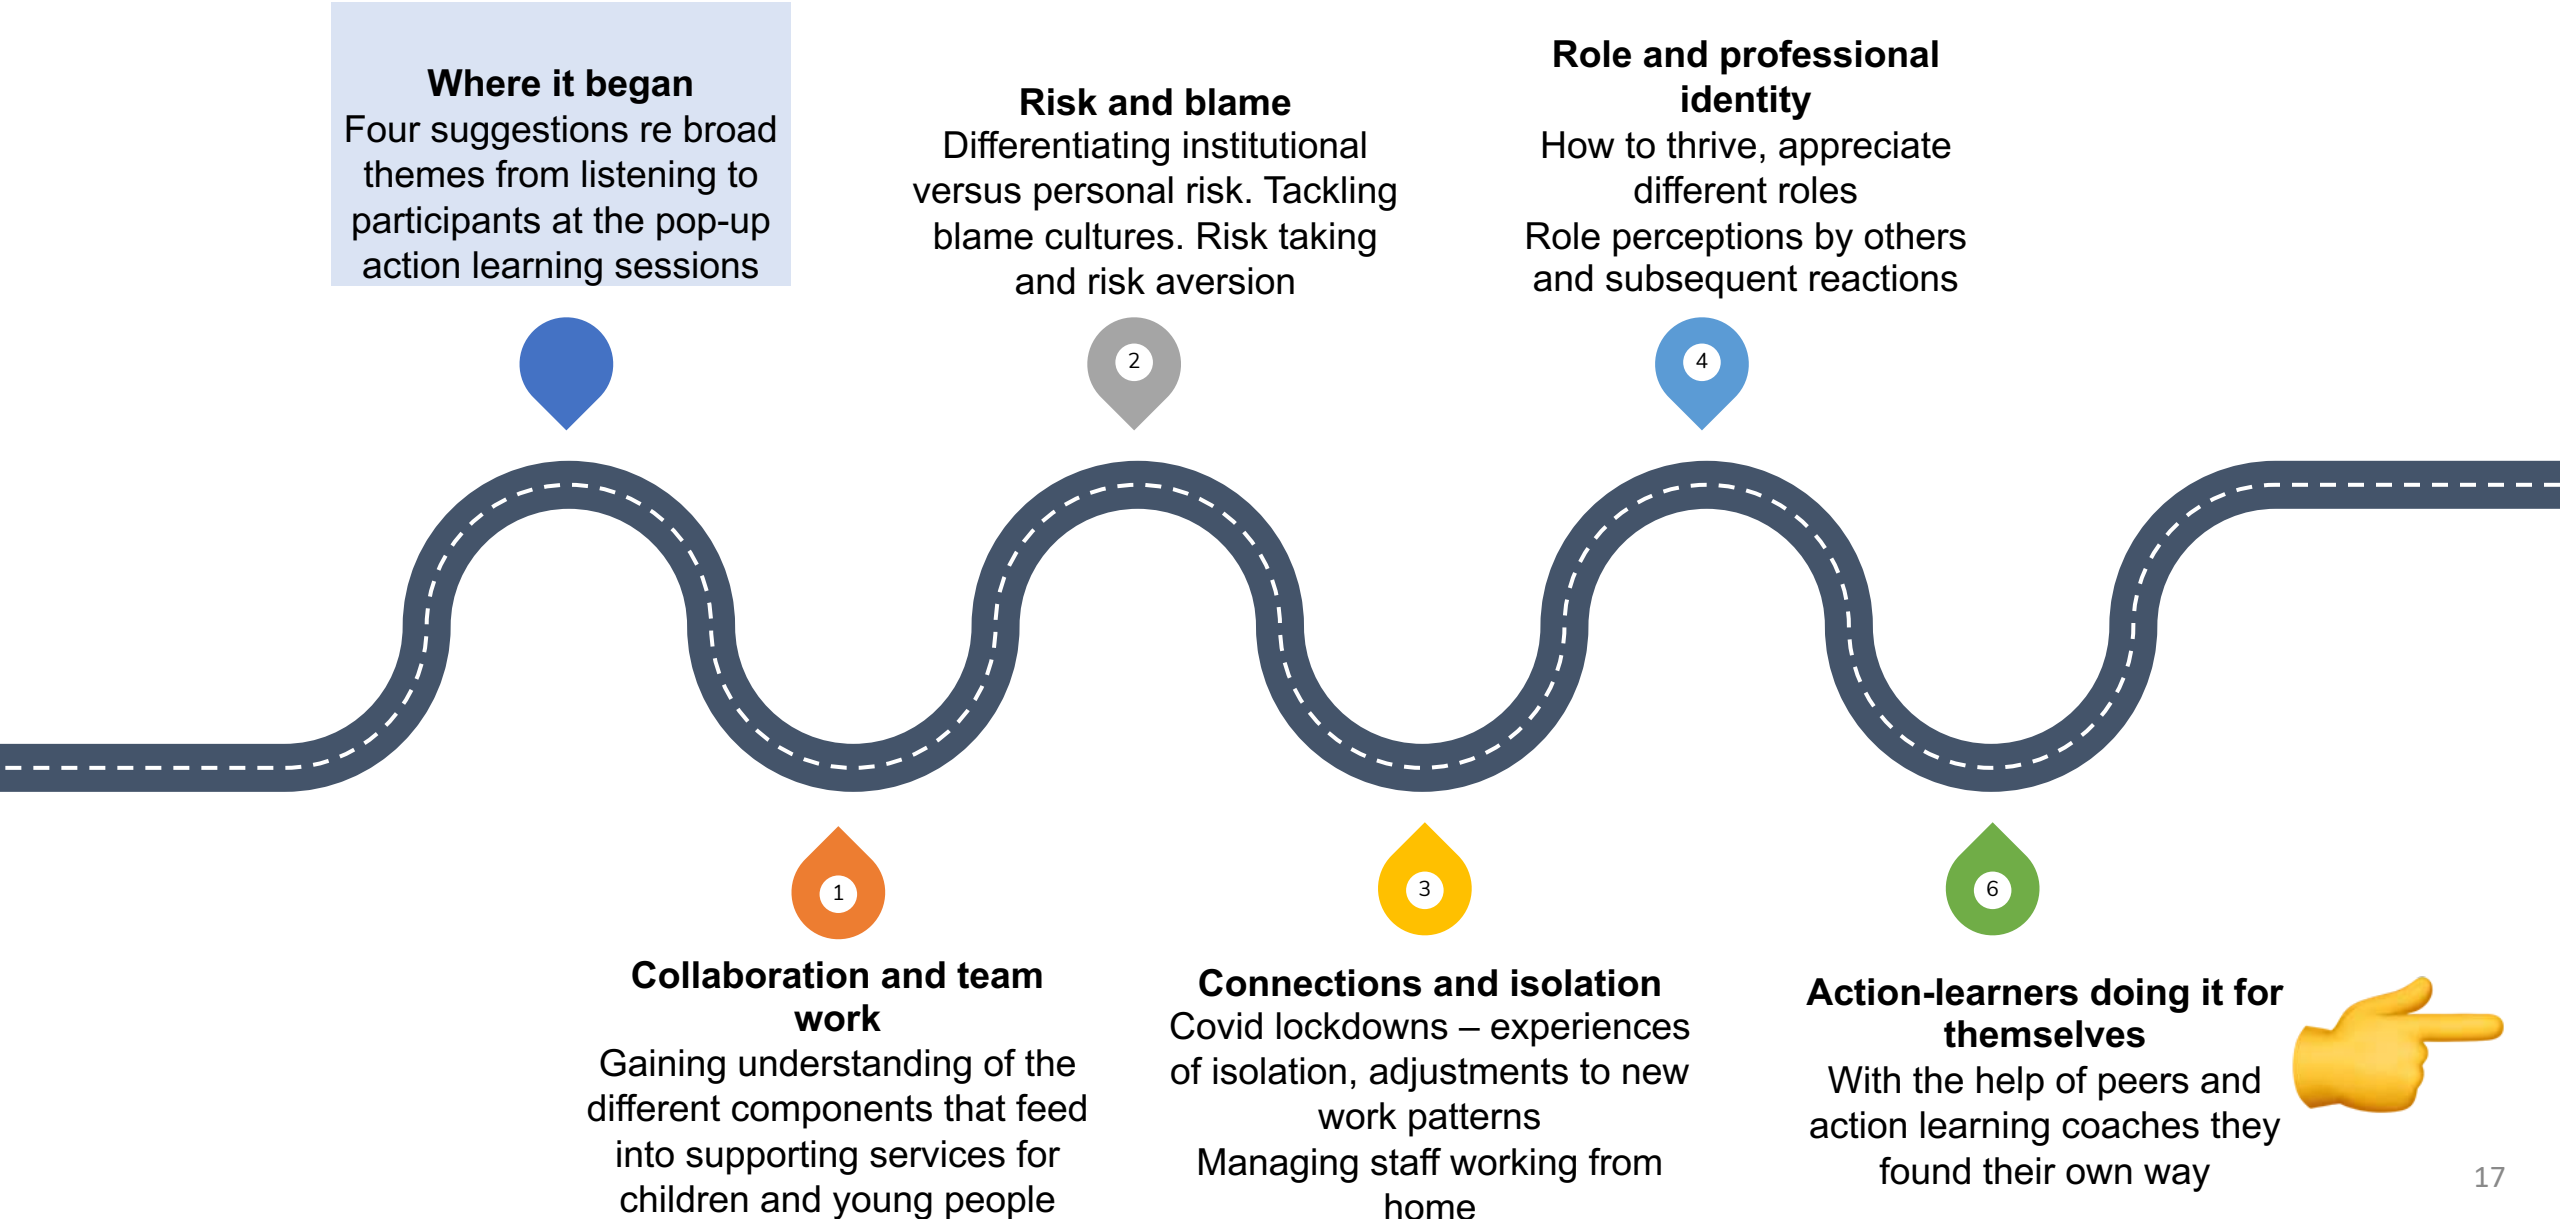 Where it began
Four suggestions re broad
themes from listening to
participants at the pop-up
action learning sessions
Risk and blame
Differentiating institutional
versus personal risk. Tackling
blame cultures. Risk taking
and risk aversion
Role and professional
identity
How to thrive, appreciate
different roles
Role perceptions by others
and subsequent reactions
2
4
1
3
6
Collaboration and team
work
Gaining understanding of the
different components that feed
into supporting services for
children and young people
Connections and isolation
Covid lockdowns – experiences
of isolation, adjustments to new
work patterns
Managing staff working from
home
Action-learners doing it for
themselves
With the help of peers and
action learning coaches they
found their own way
17